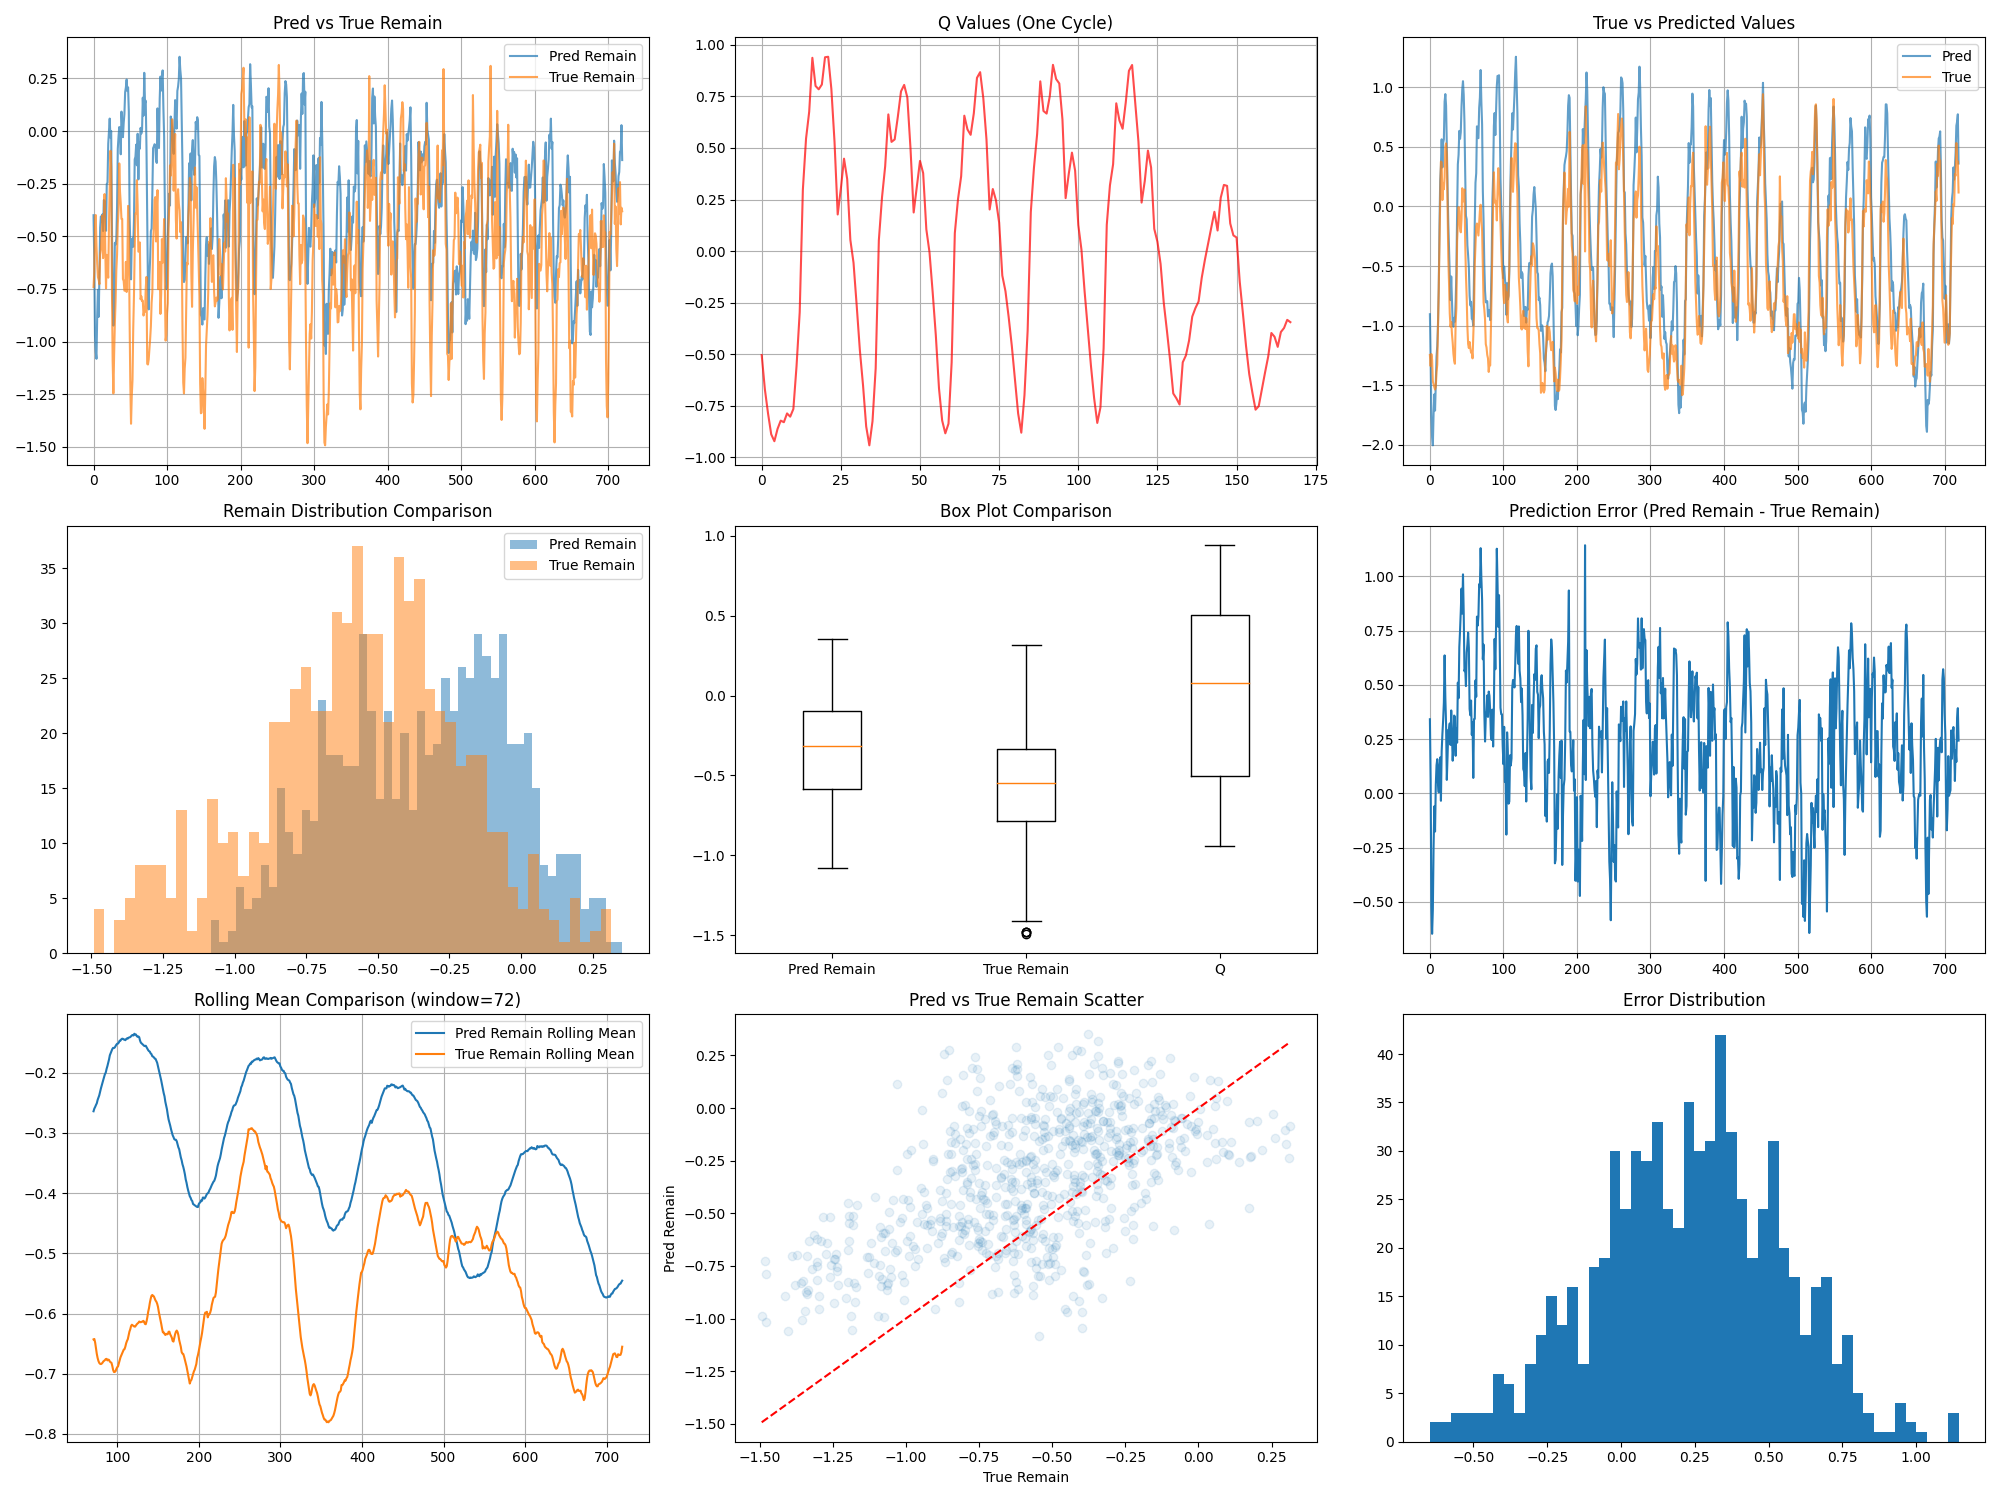 Pred vs True Remain
Pred Remain
True Remain
0.25
0.00
−0.25
−0.50
−0.75
−1.00
−1.25
−1.50
0 100 200 300 400 500 600 700
Q Values (One Cycle)
1.00
0.75
0.50
0.25
0.00
−0.25
−0.50
−0.75
−1.00
0 25 50 75 100 125 150 175
True vs Predicted Values
Pred
True
1.0
0.5
0.0
−0.5
−1.0
−1.5
−2.0
0 100 200 300 400 500 600 700
Remain Distribution Comparison
Pred Remain
True Remain
35
30
25
20
15
10
5
0
−1.50 −1.25 −1.00 −0.75 −0.50 −0.25 0.00 0.25
Box Plot Comparison
1.0
0.5
0.0
−0.5
−1.0
−1.5
Pred Remain True Remain Q
Prediction Error (Pred Remain - True Remain)
1.00
0.75
0.50
0.25
0.00
−0.25
−0.50
0 100 200 300 400 500 600 700
Rolling Mean Comparison (window=72)
Pred Remain Rolling Mean
True Remain Rolling Mean
−0.2
−0.3
−0.4
−0.5
−0.6
−0.7
−0.8
100 200 300 400 500 600 700
Pred vs True Remain Scatter
Pred Remain
0.25
0.00
−0.25
−0.50
−0.75
−1.00
−1.25
−1.50
−1.50 −1.25 −1.00 −0.75 −0.50 −0.25 0.00 0.25
True Remain
Error Distribution
40
35
30
25
20
15
10
5
0
−0.50 −0.25 0.00 0.25 0.50 0.75 1.00